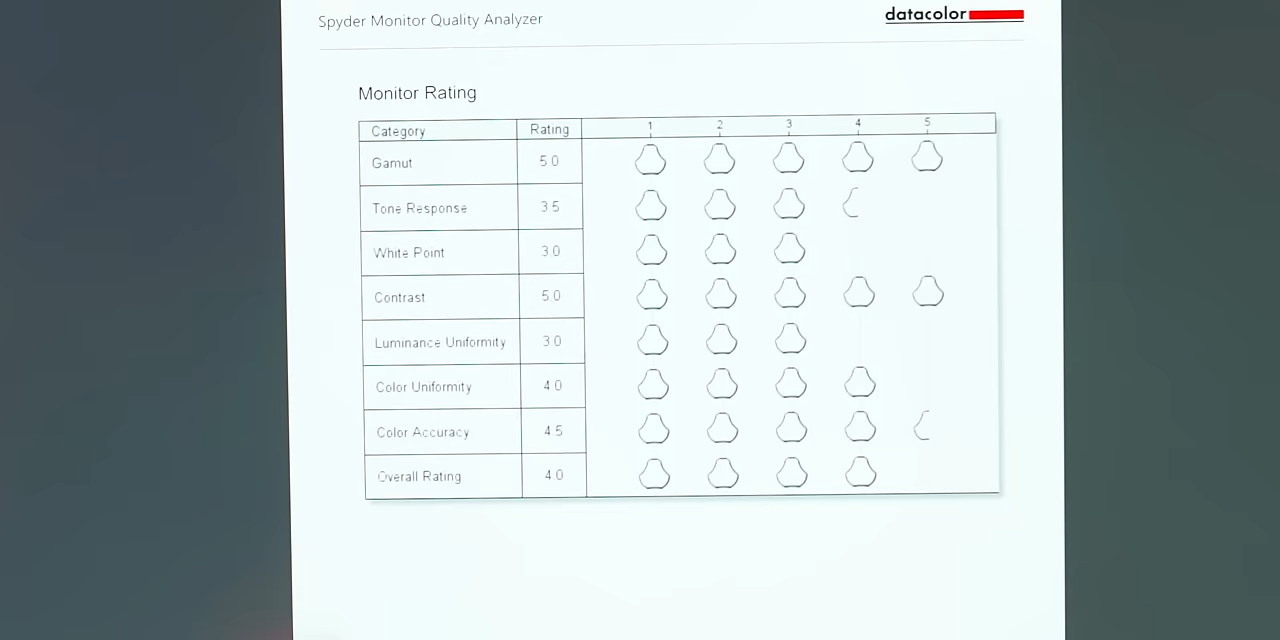 Spyder Monitor Quality Analyzer
datacolor
Monitor Rating
Category Rating 1 2 3 4 5
Gamut 5.0
Tone Response 3.5
White Point 3.0
Contrast 5.0
Luminance Uniformity 3.0
Color Uniformity 4.0
Color Accuracy 4.5
Overall Rating 4.0